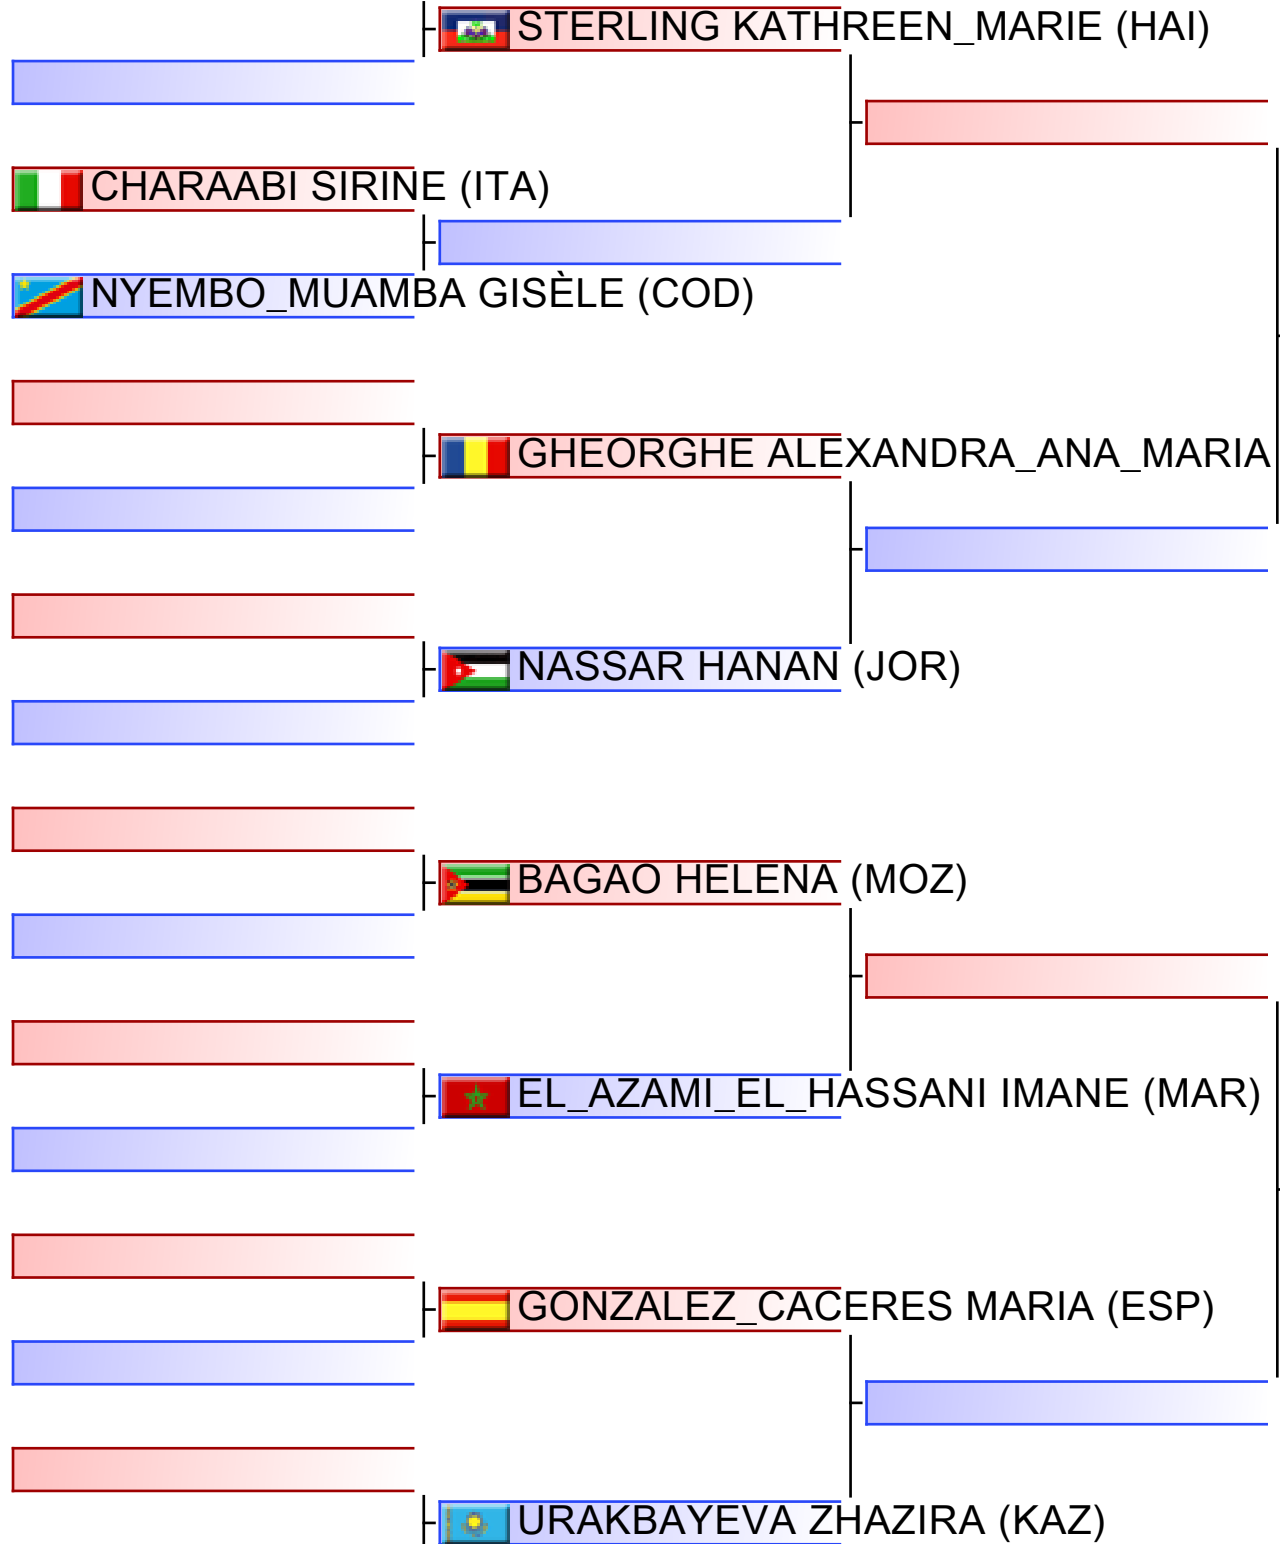 STERLING KATHREEN_MARIE (HAI)
CHARAABI SIRINE (ITA)
NYEMBO_MUAMBA GISÈLE (COD)
GHEORGHE ALEXANDRA_ANA_MARIA
NASSAR HANAN (JOR)
BAGAO HELENA (MOZ)
EL_AZAMI_EL_HASSANI IMANE (MAR)
GONZALEZ_CACERES MARIA (ESP)
URAKBAYEVA ZHAZIRA (KAZ)